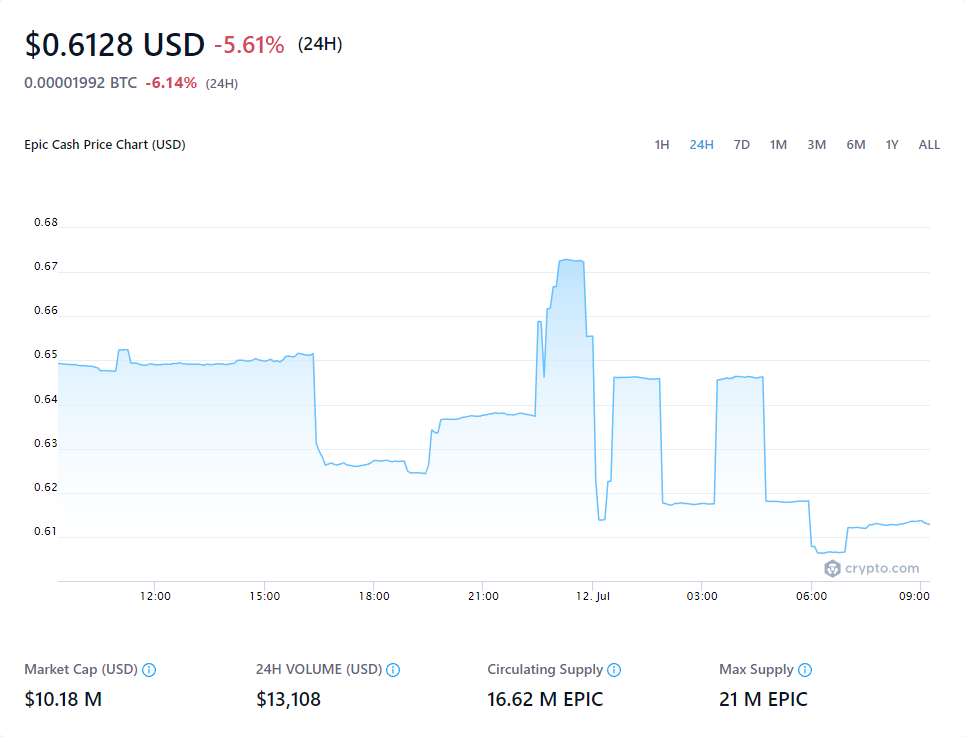 $0.6128 USD -5.61% (24H)
0.00001992 BTC -6.14% (24H)
Epic Cash Price Chart (USD) 1H 24H 7D 1M 3M 6M 1Y ALL
0.68
0.67
0.66
0.65
0.64
0.63
0.62
0.61
crypto.com
12:00 15:00 18:00 21:00 12. Jul 03:00 06:00 09:00
Market Cap (USD) 24H VOLUME (USD) Circulating Supply Max Supply
$10.18 M $13,108 16.62 M EPIC 21 M EPIC